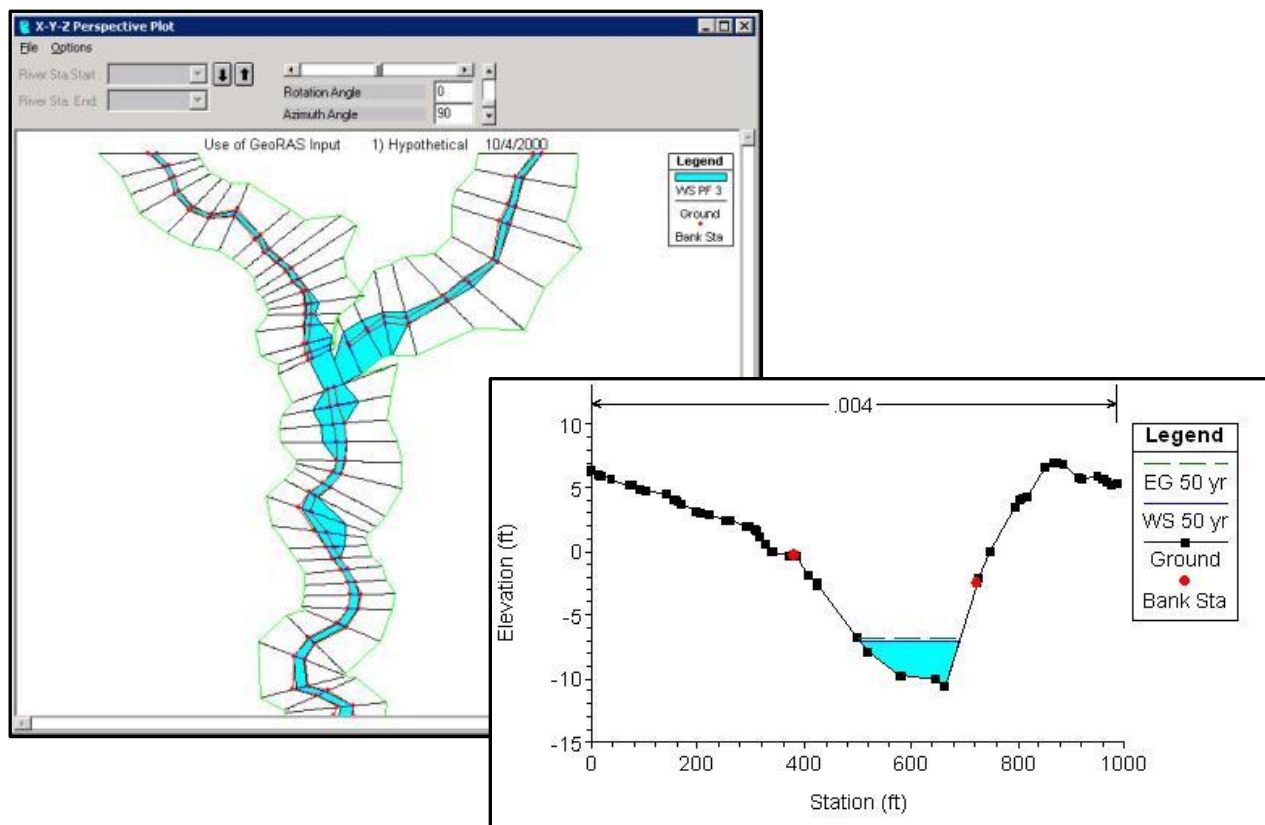 X-Y-Z Perspective Plot
File Options
River Sta.Start:
River Sta. End:
Rotation Angle 0
Azimuth Angle 90
Use of GeoRAS Input 1) Hypothetical 10/4/2000
Legend
WS PF 3
Ground
Bank Sta
.004
10
5
0
-5
-10
-15
Elevation (ft)
0 200 400 600 800 1000
Station (ft)
Legend
EG 50 yr
WS 50 yr
Ground
Bank Sta